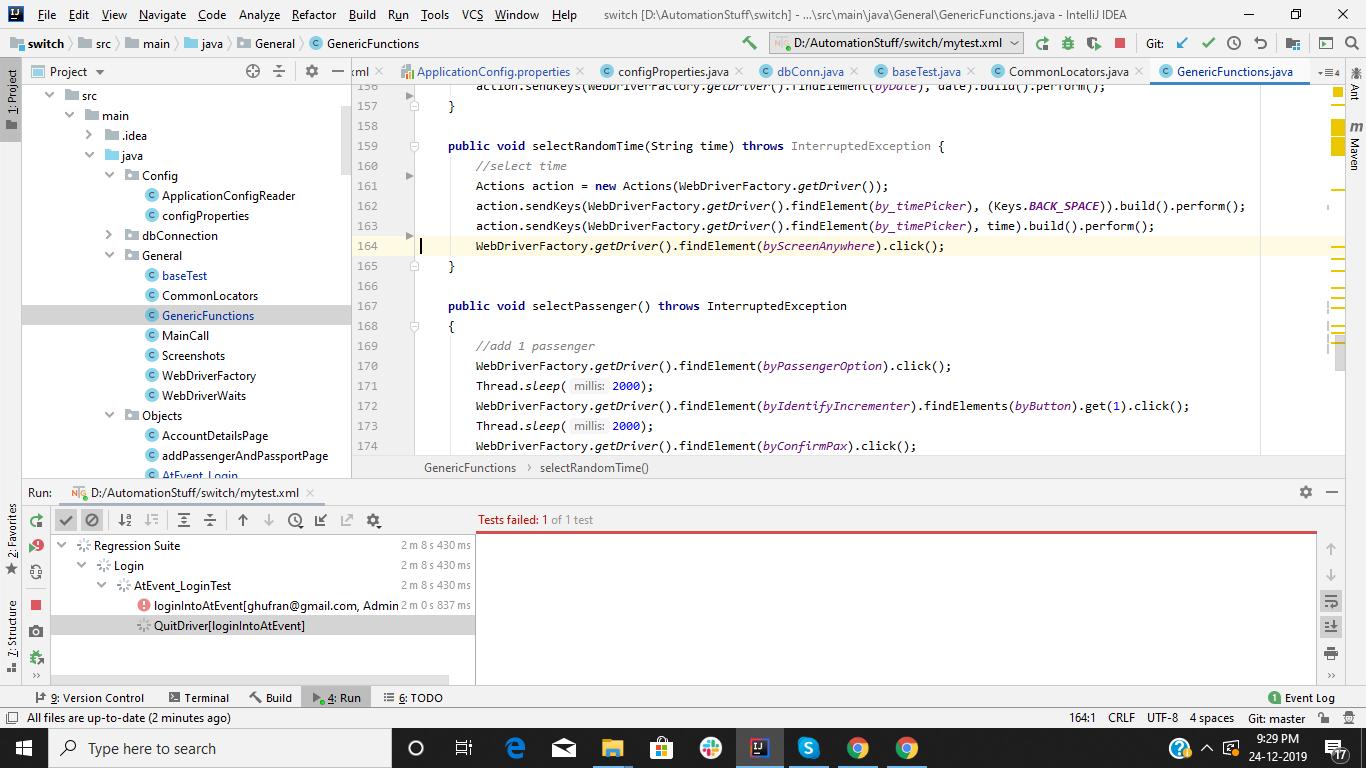 File Edit View Navigate Code Analyze Refactor Build Run Tools VCS Window Help switch [D:\AutomationStuff\switch] - ...\src\main\java\General\GenericFunctions.java - IntelliJ IDEA
switch src main java General GenericFunctions D:/AutomationStuff/switch/mytest.xml Git:
Project xml ApplicationConfig.properties configProperties.java dbConn.java baseTest.java CommonLocators.java GenericFunctions.java
1: Project
src
main
.idea
java
Config
ApplicationConfigReader
configProperties
dbConnection
General
baseTest
CommonLocators
GenericFunctions
MainCall
Screenshots
WebDriverFactory
WebDriverWaits
Objects
AccountDetailsPage
addPassengerAndPassportPage
AtEvent_Login
156 action.sendKeys(WebDriverFactory.getDriver().findElement(byDate), date).build().perform();
157 }
158
159 public void selectRandomTime(String time) throws InterruptedException {
160 //select time
161 Actions action = new Actions(WebDriverFactory.getDriver());
162 action.sendKeys(WebDriverFactory.getDriver().findElement(by_timePicker), (Keys.BACK_SPACE)).build().perform();
163 action.sendKeys(WebDriverFactory.getDriver().findElement(by_timePicker), time).build().perform();
164 WebDriverFactory.getDriver().findElement(byScreenAnywhere).click();
165 }
166
167 public void selectPassenger() throws InterruptedException
168 {
169 //add 1 passenger
170 WebDriverFactory.getDriver().findElement(byPassengerOption).click();
171 Thread.sleep( millis: 2000);
172 WebDriverFactory.getDriver().findElement(byIdentifyIncrementer).findElements(byButton).get(1).click();
173 Thread.sleep( millis: 2000);
174 WebDriverFactory.getDriver().findElement(byConfirmPax).click();
GenericFunctions › selectRandomTime()
Ant
Maven
Run: D:/AutomationStuff/switch/mytest.xml
Tests failed: 1 of 1 test
Regression Suite 2 m 8 s 430 ms
Login 2 m 8 s 430 ms
AtEvent_LoginTest 2 m 8 s 430 ms
loginIntoAtEvent[ghufran@gmail.com, Admin 2 m 0 s 837 ms
QuitDriver[loginIntoAtEvent]
2: Favorites
7: Structure
9: Version Control Terminal Build 4: Run 6: TODO 1 Event Log
All files are up-to-date (2 minutes ago) 164:1 CRLF UTF-8 4 spaces Git: master
Type here to search
9:29 PM
24-12-2019
17